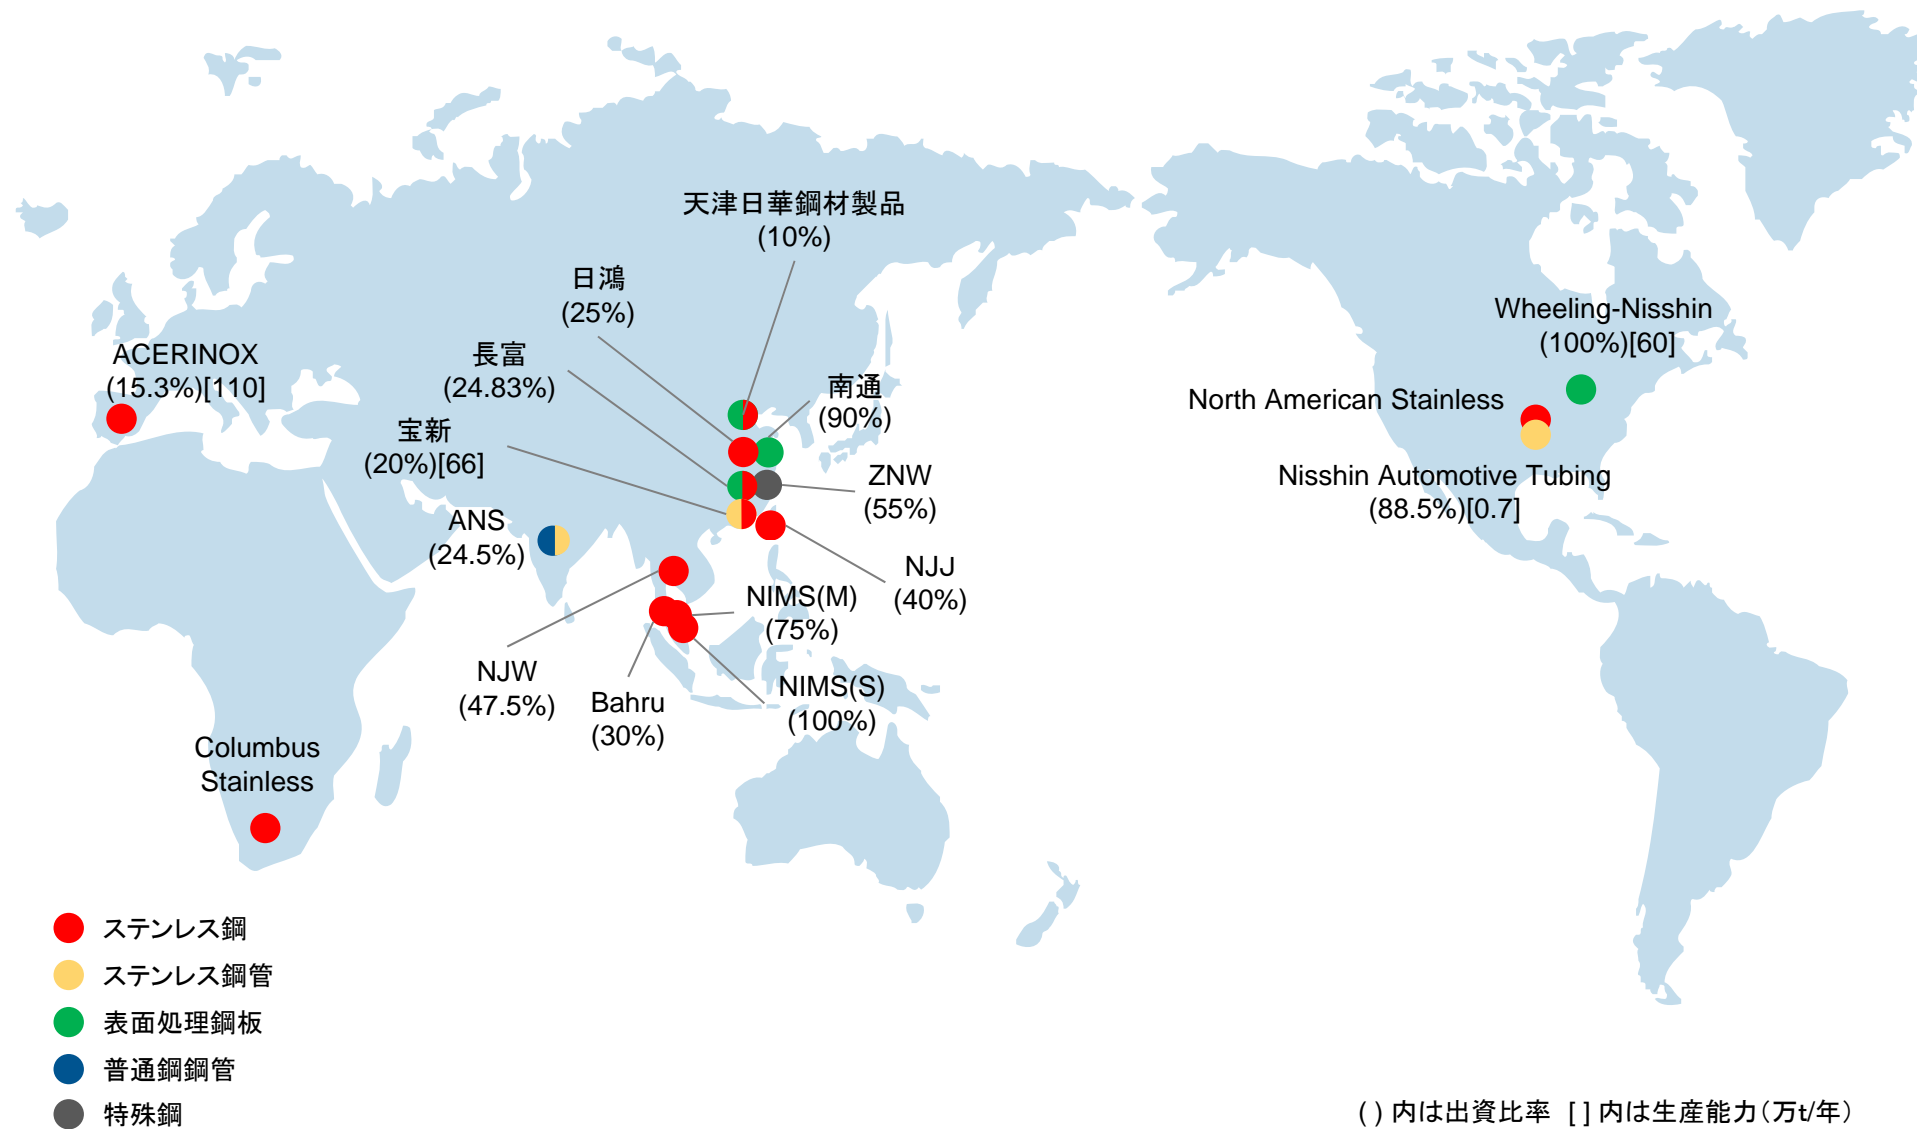 天津日華鋼材製品
(10%)
日鴻
(25%)
長富
(24.83%)
南通
(90%)
宝新
(20%)[66]
ZNW
(55%)
ACERINOX
(15.3%)[110]
ANS
(24.5%)
NJJ
(40%)
NIMS(M)
(75%)
NJW
(47.5%)
Bahru
(30%)
NIMS(S)
(100%)
Columbus
Stainless
Wheeling-Nisshin
(100%)[60]
North American Stainless
Nisshin Automotive Tubing
(88.5%)[0.7]
ステンレス鋼
ステンレス鋼管
表面処理鋼板
普通鋼鋼管
特殊鋼
( ) 内は出資比率 [ ] 内は生産能力(万t/年)